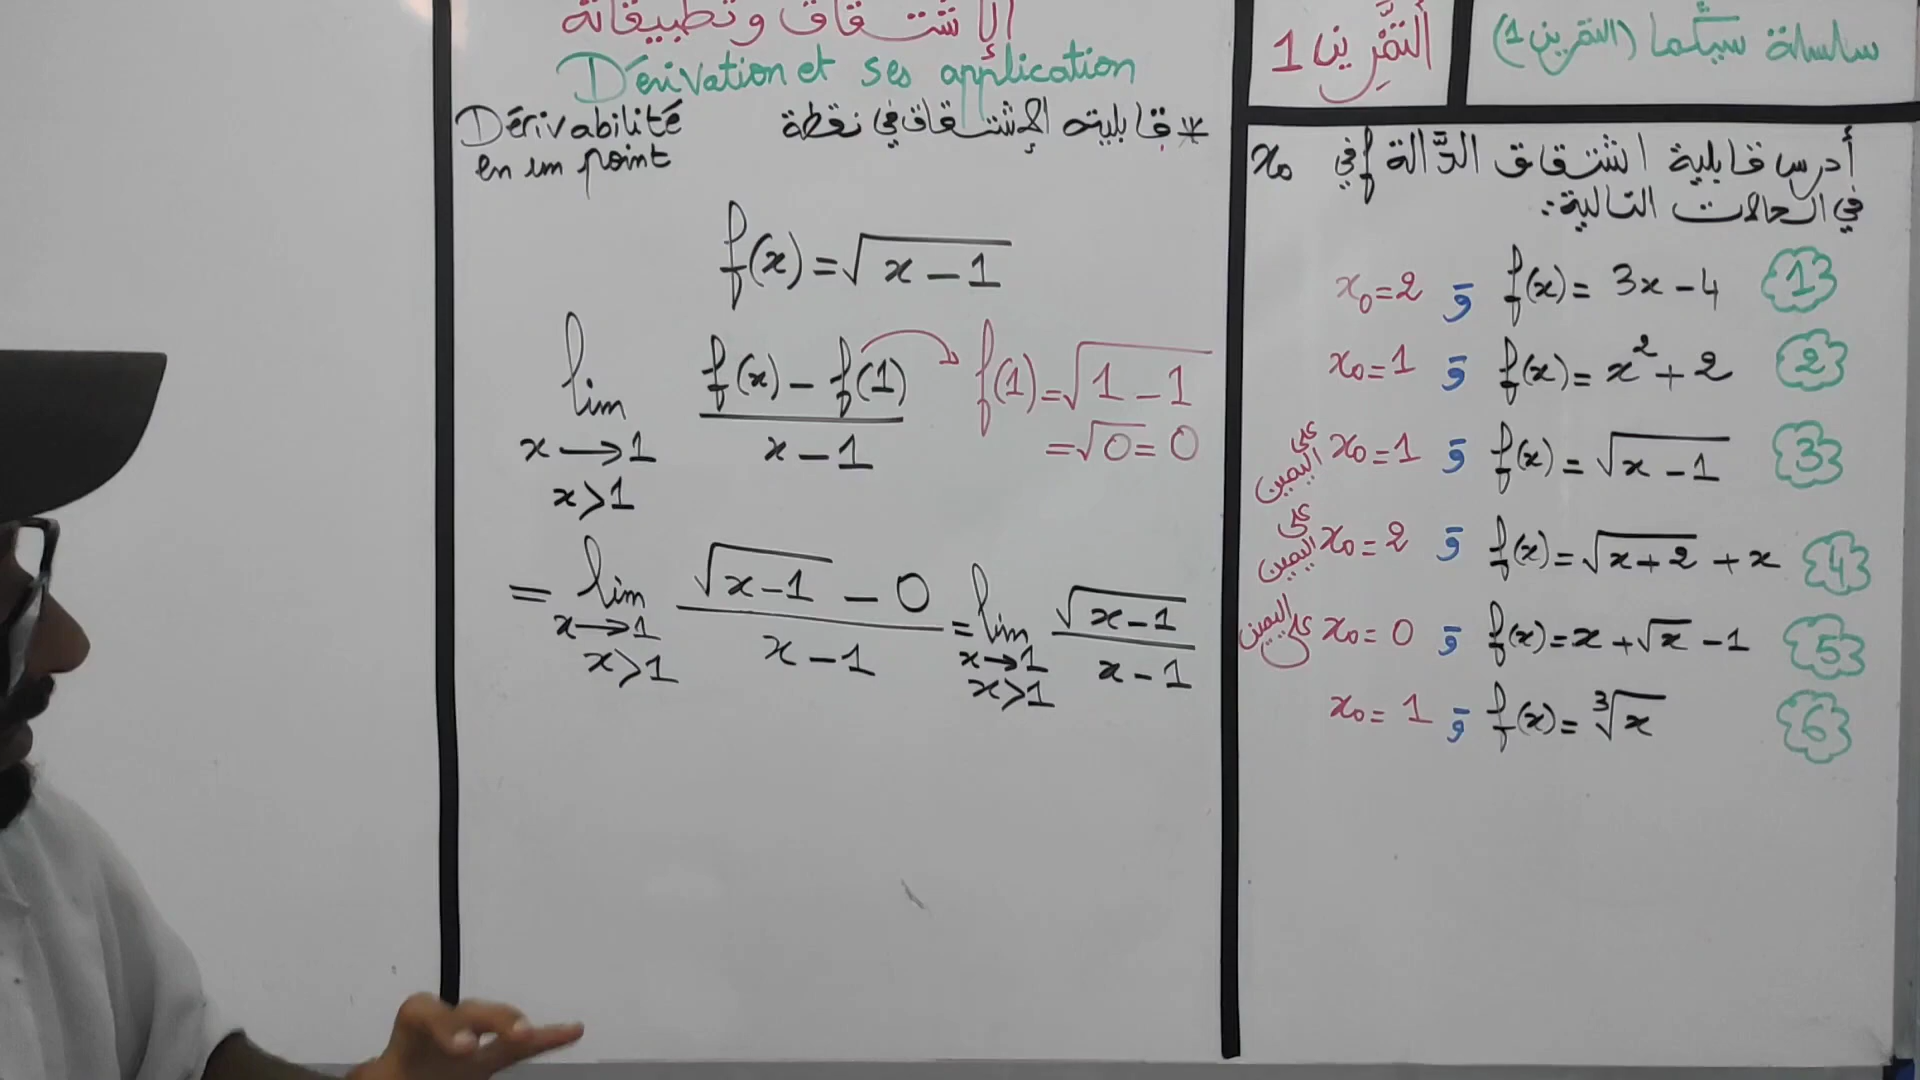 سلسلة سيگما (التمرين 1)
التمرين 1
الاشتقاق وتطبيقاته
Dérivation et ses application
* قابلية الإشتقاق في نقطة
Dérivabilité
en un point
f(x) = √(x – 1)
lim f(x) – f(1) / x – 1
x → 1
x > 1
f(1) = √(1 – 1)
= √0 = 0
= lim √(x–1) – 0 / x – 1 = lim √(x–1) / x – 1
x → 1 x → 1
x > 1 x > 1
أدرس قابلية اشتقاق الدالة f في x₀
في الحالات التالية:
1 f(x) = 3x – 4 و x₀ = 2
2 f(x) = x² + 2 و x₀ = 1
3 f(x) = √(x – 1) و x₀ = 1 على اليمين
4 f(x) = √(x + 2) + x و x₀ = 2 على اليمين
5 f(x) = x + √x – 1 و x₀ = 0 على اليمين
6 f(x) = ³√x و x₀ = 1